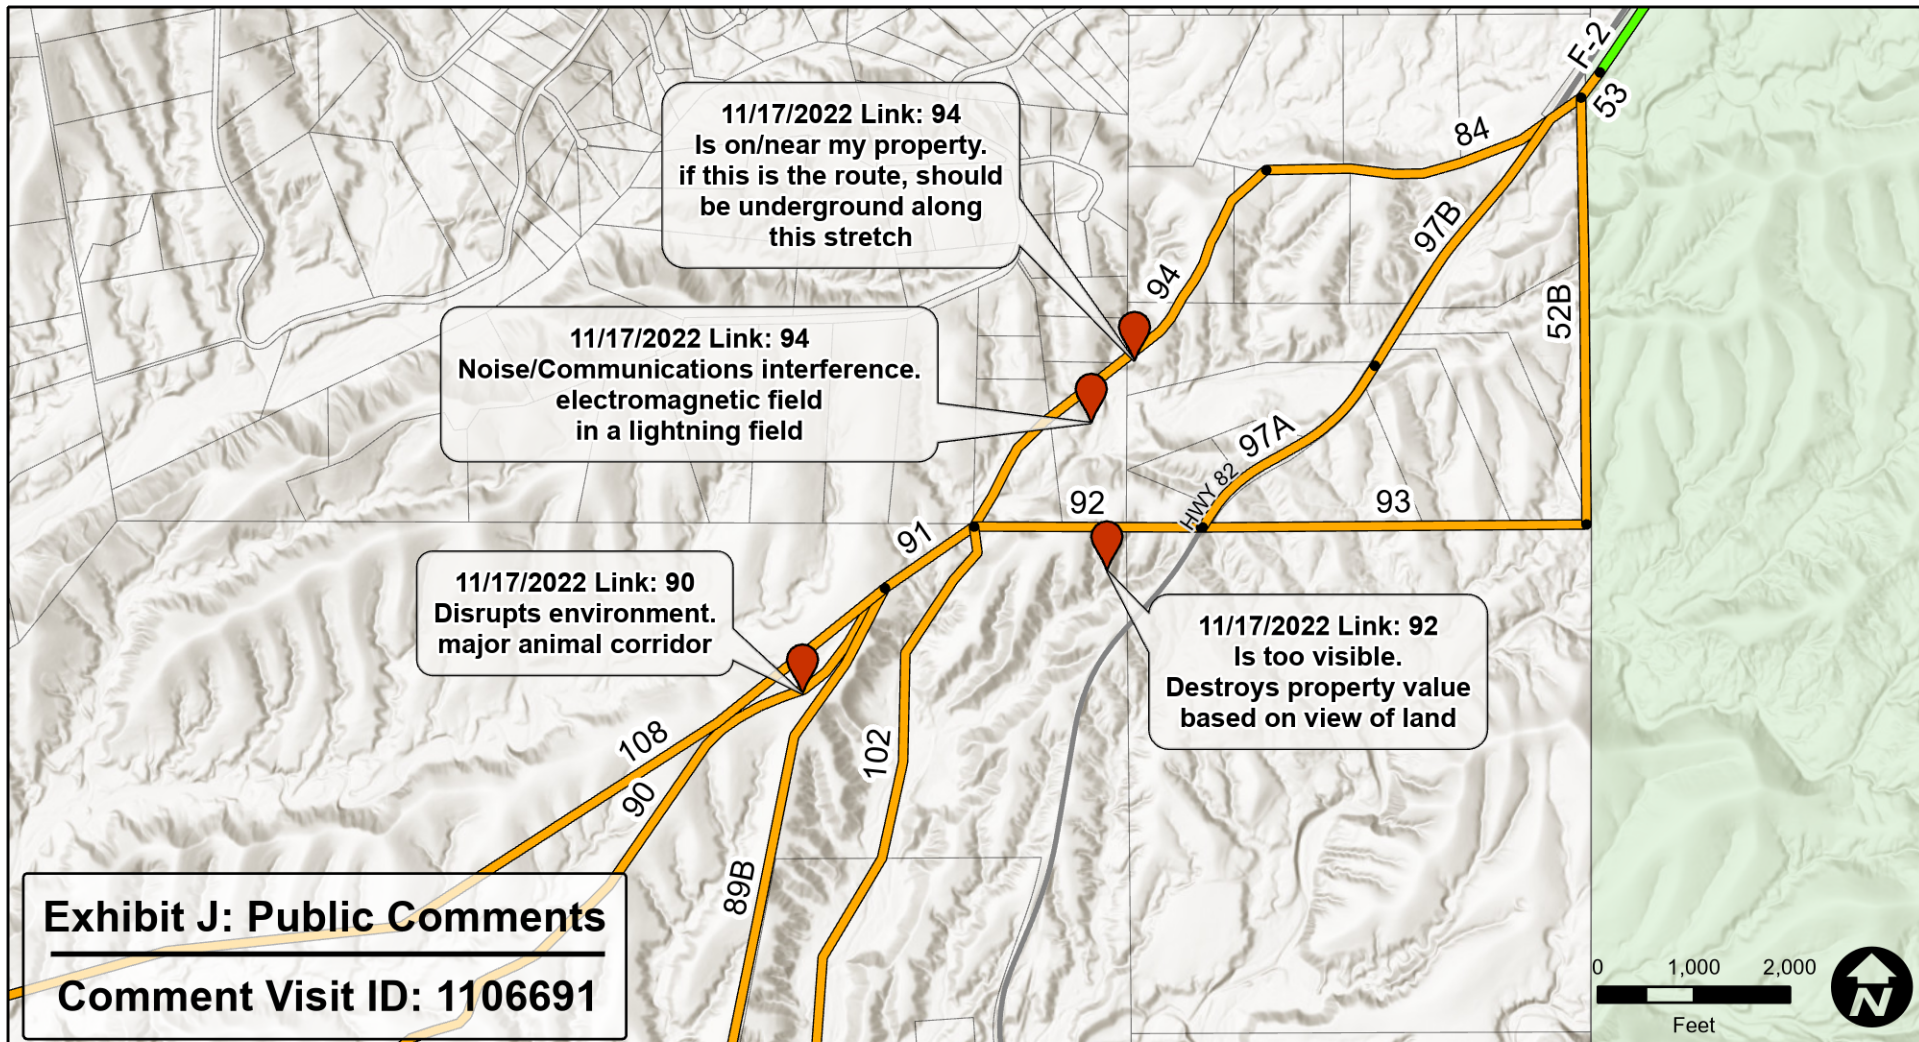 F-2
53
11/17/2022 Link: 94
Is on/near my property.
if this is the route, should
be underground along
this stretch
84
97B
94
52B
11/17/2022 Link: 94
Noise/Communications interference.
electromagnetic field
in a lightning field
97A
HWY 82
92
93
91
11/17/2022 Link: 90
Disrupts environment.
major animal corridor
11/17/2022 Link: 92
Is too visible.
Destroys property value
based on view of land
108
102
90
89B
Exhibit J: Public Comments
Comment Visit ID: 1106691
0 1,000 2,000
Feet
N